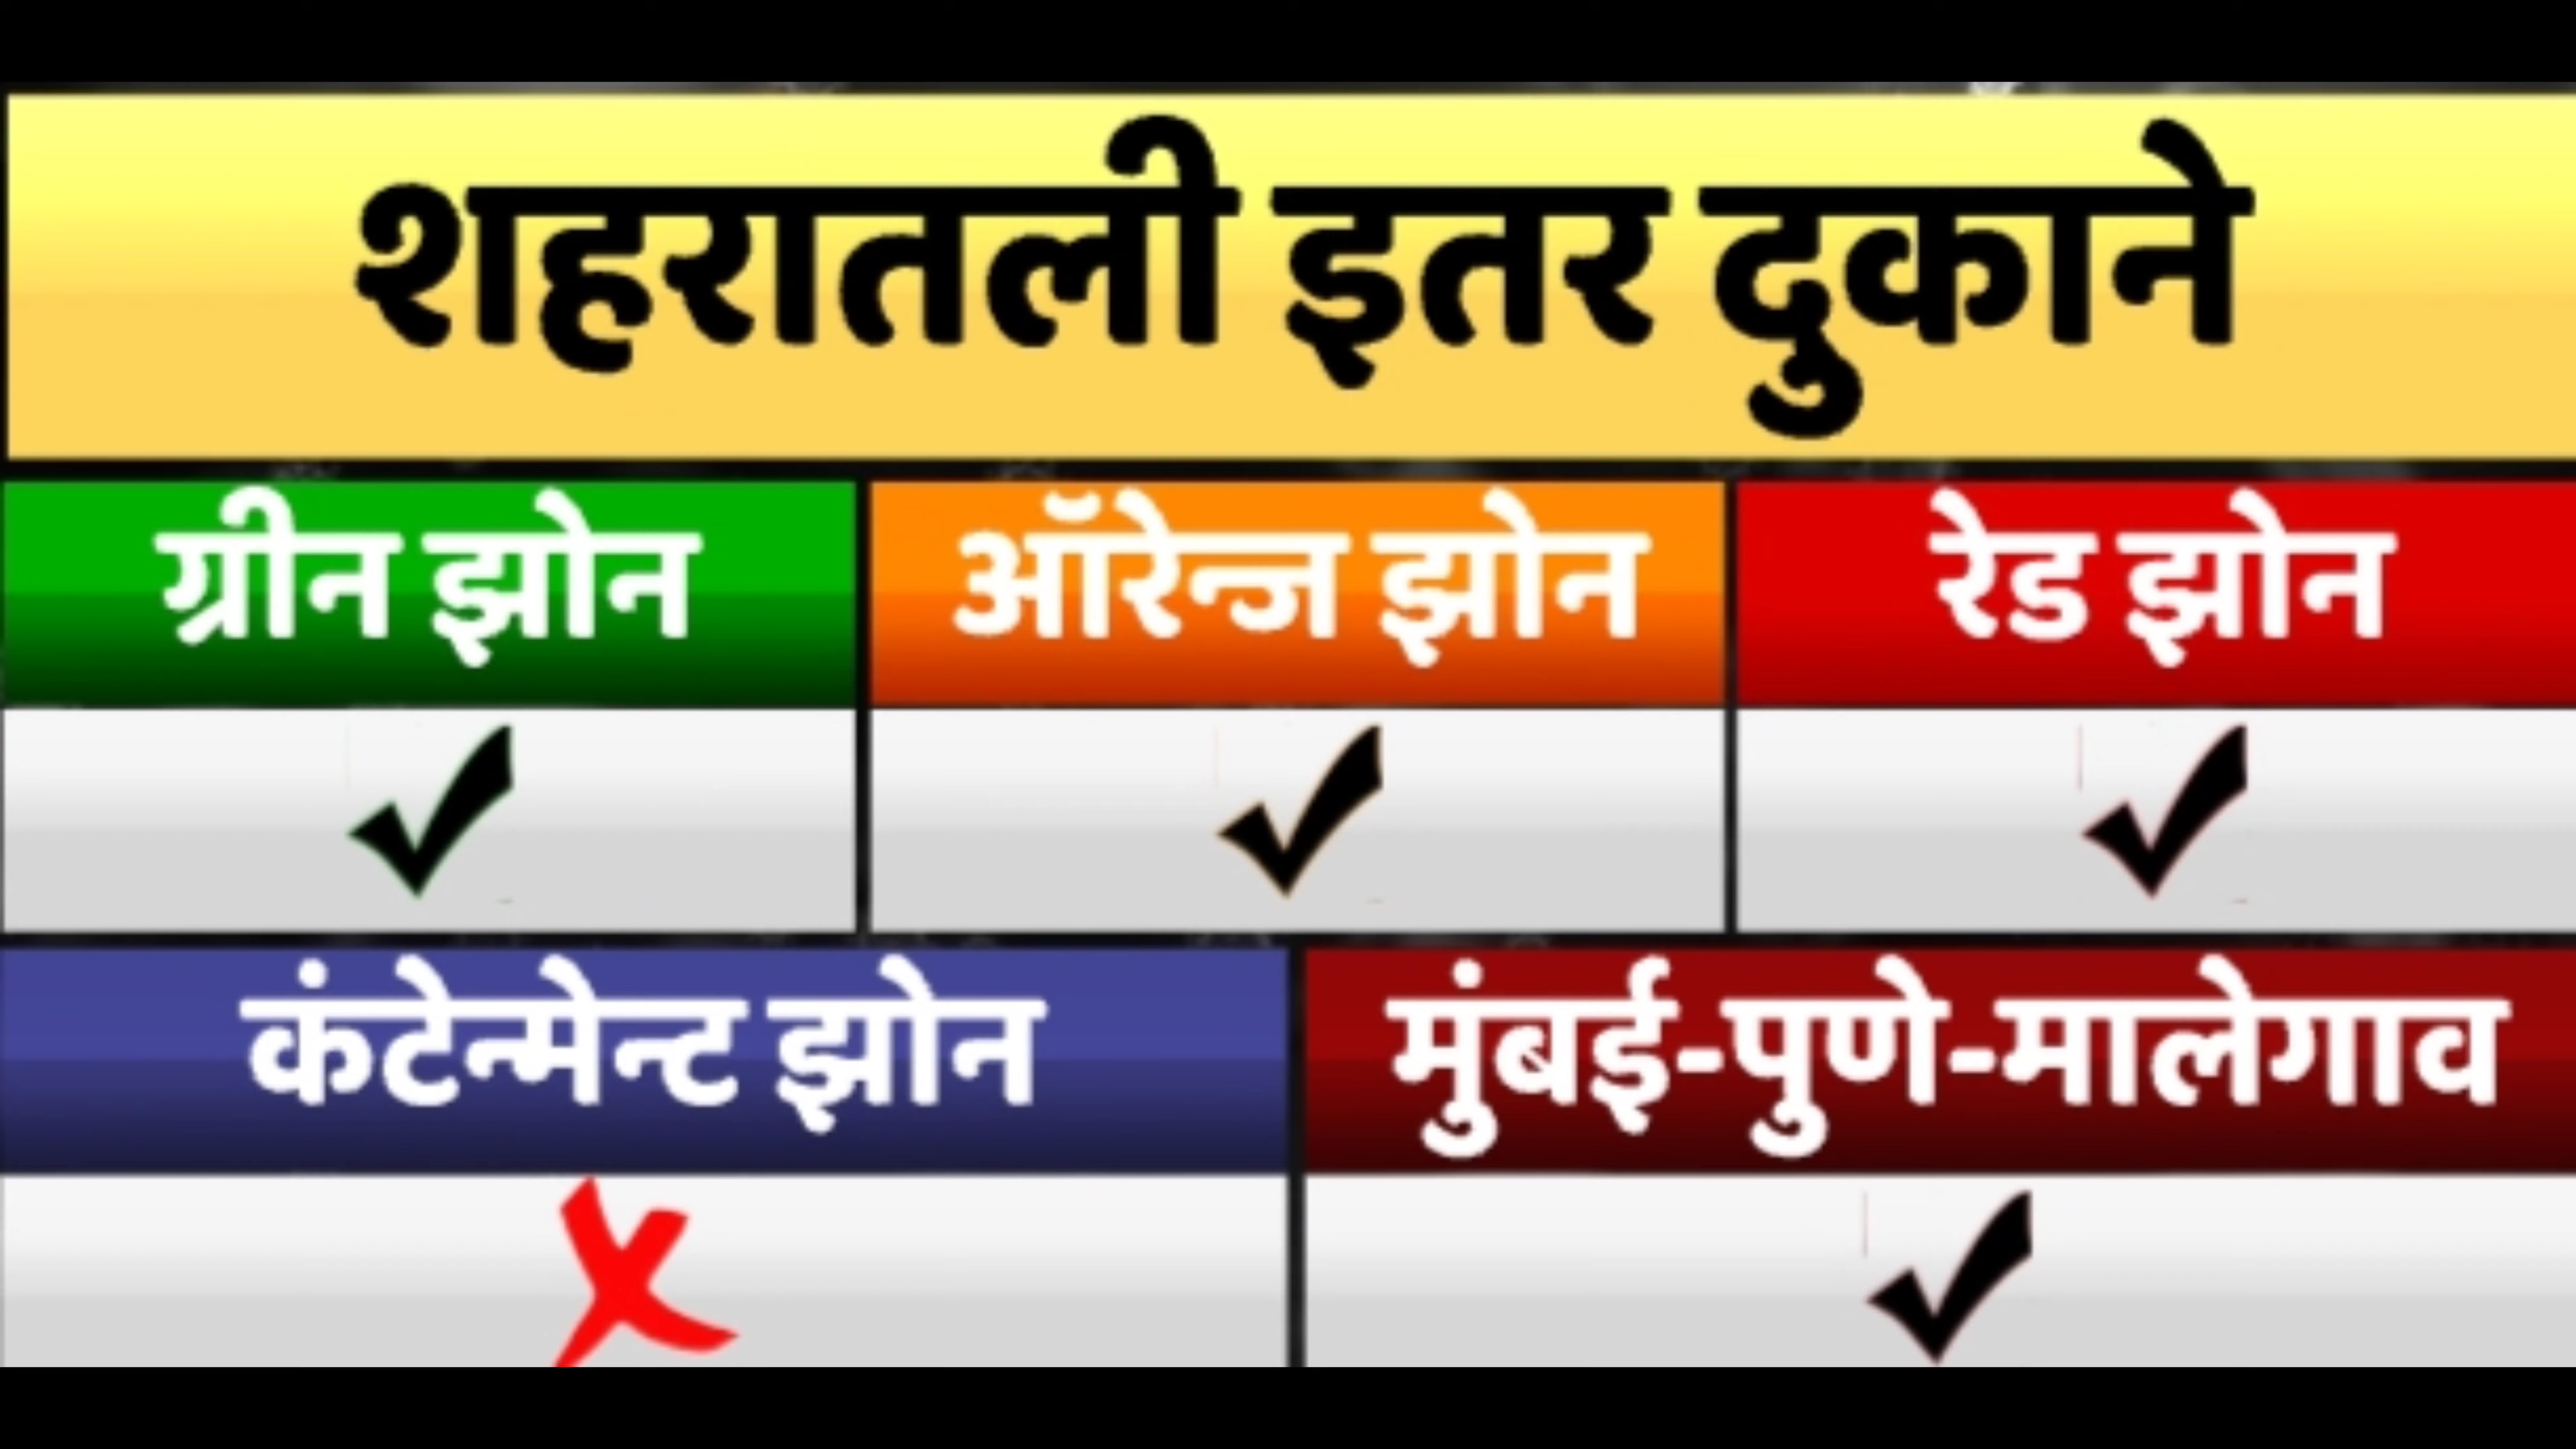 शहरातली इतर दुकाने
ग्रीन झोन
ऑरेन्ज झोन
रेड झोन
कंटेन्मेन्ट झोन
मुंबई-पुणे-मालेगाव